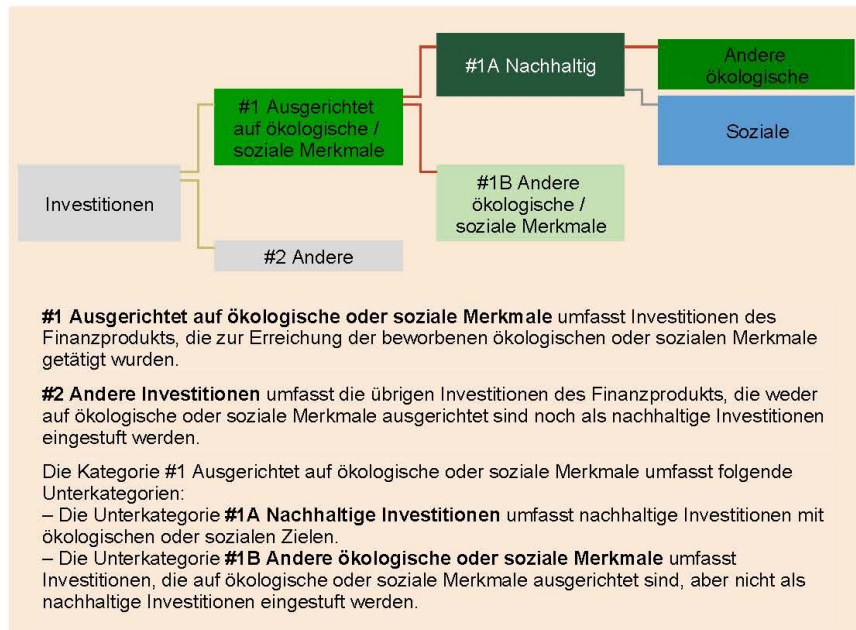 #1A Nachhaltig
Andere
ökologische
#1 Ausgerichtet
auf ökologische /
soziale Merkmale
Soziale
Investitionen
#1B Andere
ökologische /
soziale Merkmale
#2 Andere
#1 Ausgerichtet auf ökologische oder soziale Merkmale umfasst Investitionen des
Finanzprodukts, die zur Erreichung der beworbenen ökologischen oder sozialen Merkmale
getätigt wurden.
#2 Andere Investitionen umfasst die übrigen Investitionen des Finanzprodukts, die weder
auf ökologische oder soziale Merkmale ausgerichtet sind noch als nachhaltige Investitionen
eingestuft werden.
Die Kategorie #1 Ausgerichtet auf ökologische oder soziale Merkmale umfasst folgende
Unterkategorien:
– Die Unterkategorie #1A Nachhaltige Investitionen umfasst nachhaltige Investitionen mit
ökologischen oder sozialen Zielen.
– Die Unterkategorie #1B Andere ökologische oder soziale Merkmale umfasst
Investitionen, die auf ökologische oder soziale Merkmale ausgerichtet sind, aber nicht als
nachhaltige Investitionen eingestuft werden.